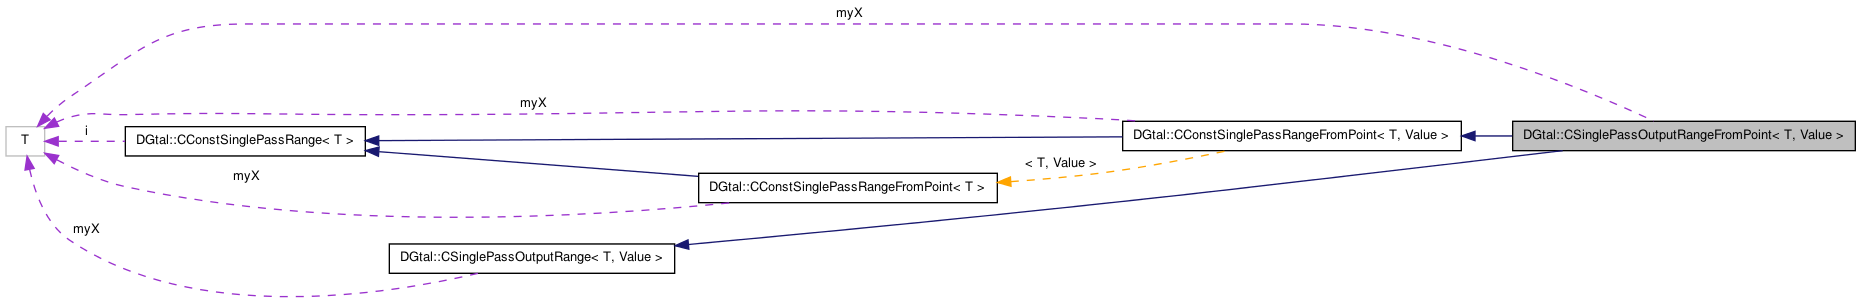 myX
myX
T
i
DGtal::CConstSinglePassRange< T >
DGtal::CConstSinglePassRangeFromPoint< T, Value >
DGtal::CSinglePassOutputRangeFromPoint< T, Value >
< T, Value >
myX
DGtal::CConstSinglePassRangeFromPoint< T >
myX
DGtal::CSinglePassOutputRange< T, Value >